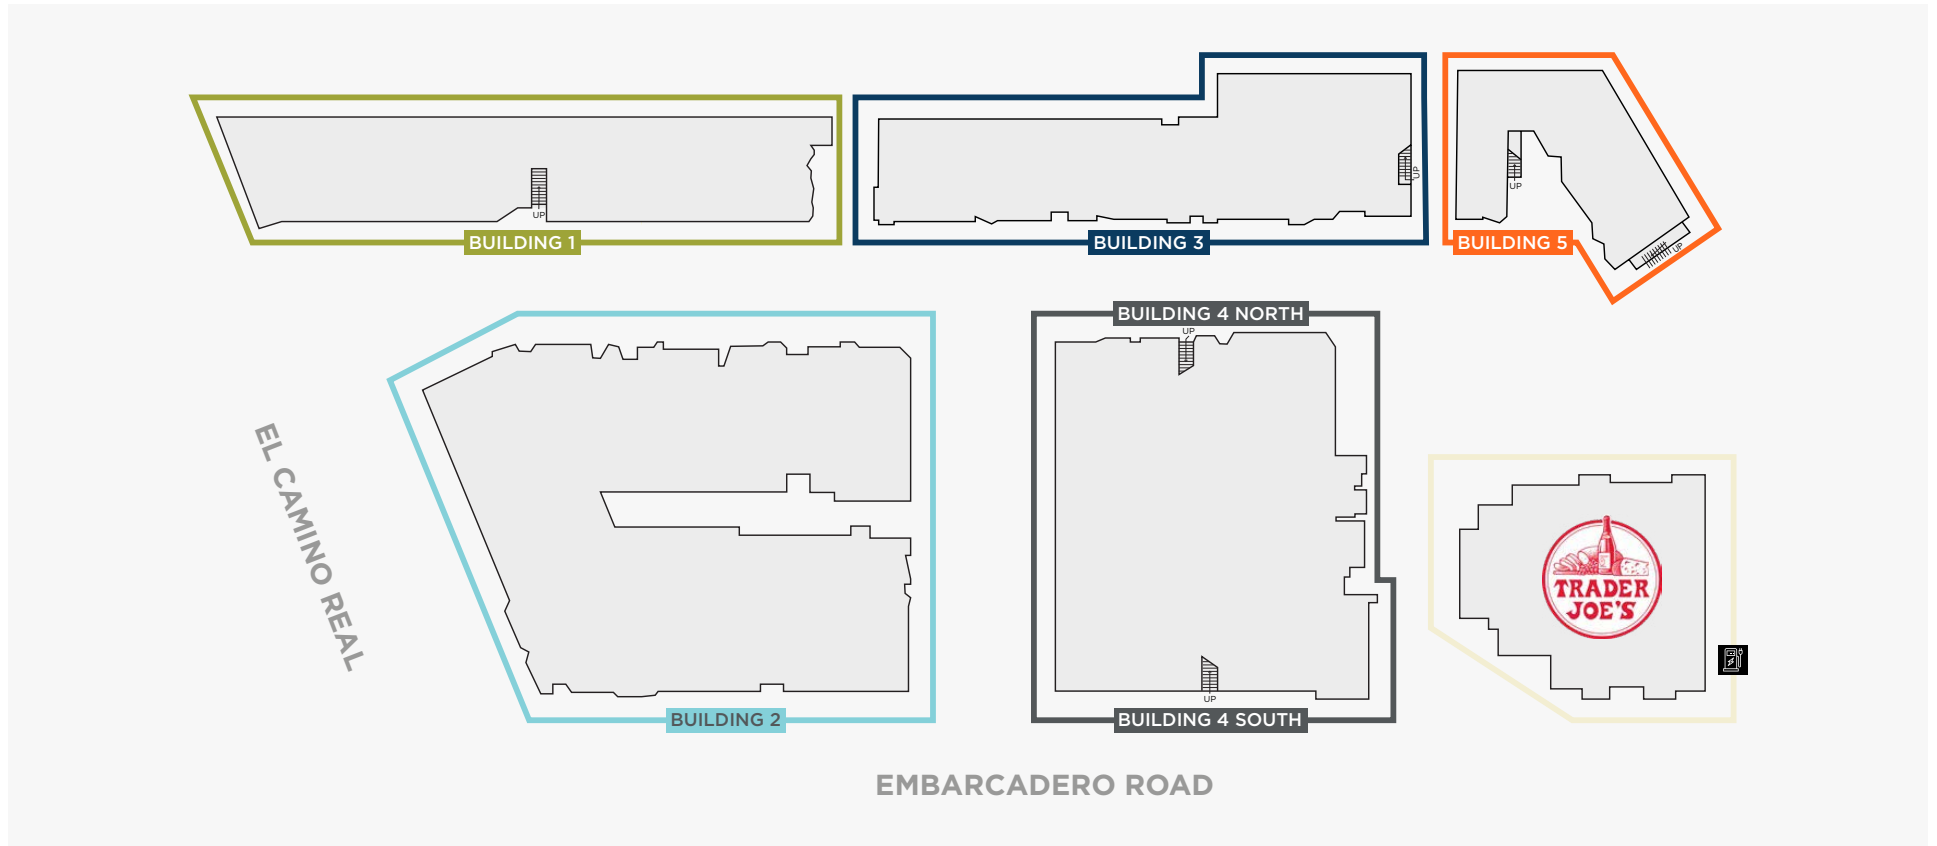 UP
BUILDING 1
UP
BUILDING 3
UP
UP
BUILDING 5
BUILDING 4 NORTH
UP
EL CAMINO REAL
TRADER
JOE'S
UP
BUILDING 2
BUILDING 4 SOUTH
EMBARCADERO ROAD